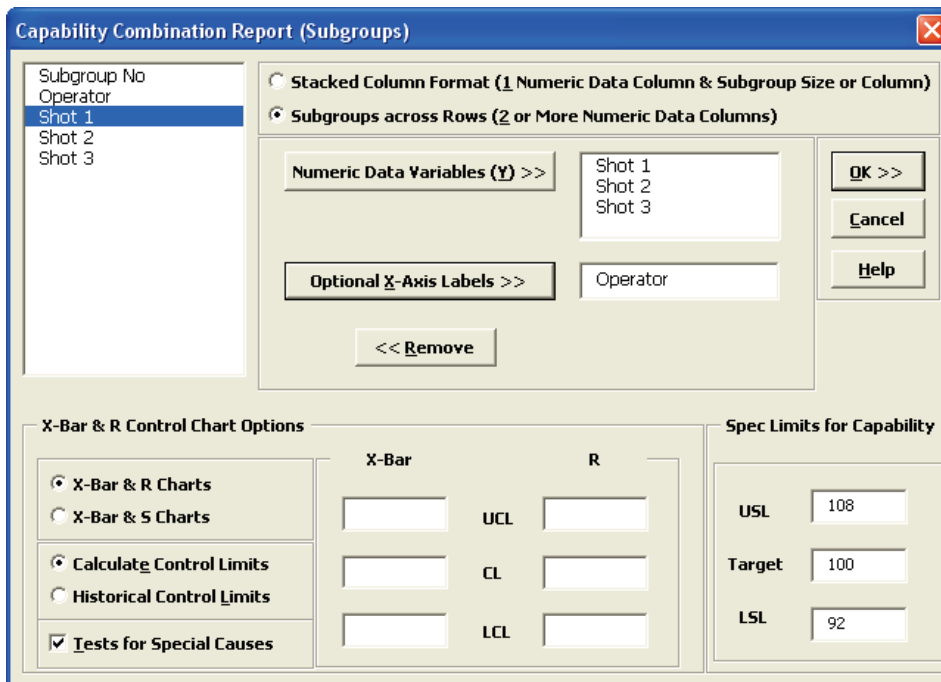 Capability Combination Report (Subgroups)
Subgroup No
Operator
Shot 1
Shot 2
Shot 3
Stacked Column Format (1 Numeric Data Column & Subgroup Size or Column)
Subgroups across Rows (2 or More Numeric Data Columns)
Numeric Data Variables (Y) >>
Shot 1
Shot 2
Shot 3
Optional X-Axis Labels >>
Operator
<< Remove
OK >>
Cancel
Help
X-Bar & R Control Chart Options
X-Bar & R Charts
X-Bar & S Charts
Calculate Control Limits
Historical Control Limits
Tests for Special Causes
X-Bar R
UCL
CL
LCL
Spec Limits for Capability
USL 108
Target 100
LSL 92